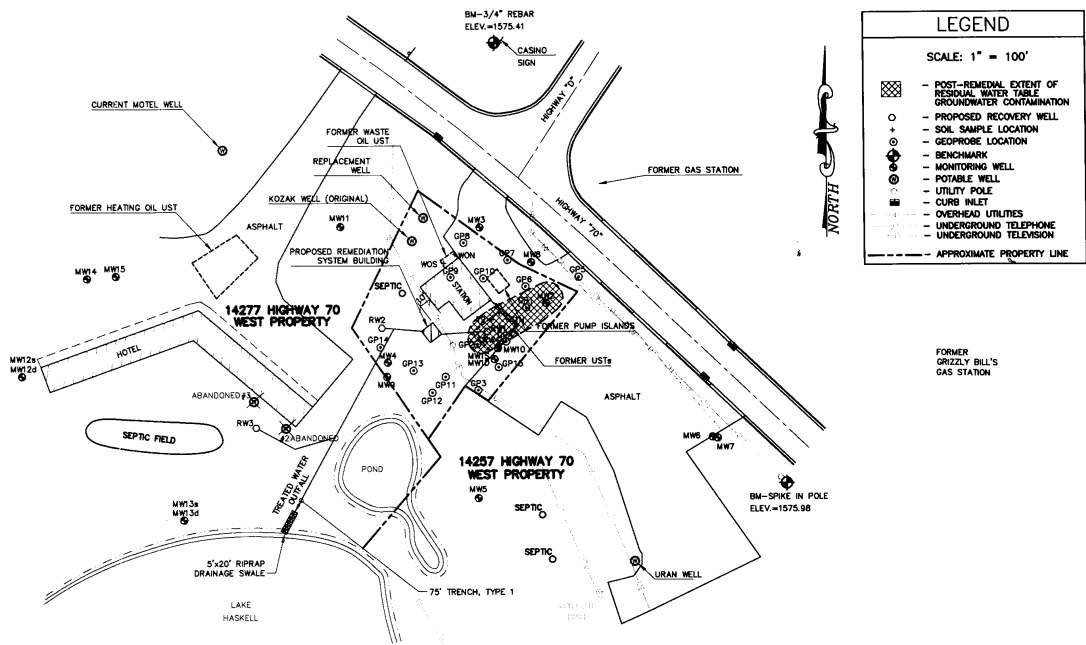 BM-3/4" REBAR
ELEV.=1575.41
CASINO
SIGN
HIGHWAY "D"
CURRENT MOTEL WELL
W
FORMER WASTE
OIL UST
REPLACEMENT
WELL
KOZAK WELL (ORIGINAL)
FORMER GAS STATION
HIGHWAY "70"
NORTH
FORMER HEATING OIL UST
ASPHALT
MW11
MW3
GP8
PROPOSED REMEDIATION
SYSTEM BUILDING
WOS
WON
GP7
MW8
GP9
GP10
GP6
GP5
STATION
MW14
MW15
SEPTIC
14277 HIGHWAY 70
WEST PROPERTY
RW2
FORMER PUMP ISLANDS
GP14
MW10
MW4
GP13
FORMER USTs
HOTEL
MW12s
MW12d
MW9
GP11
GP3
GP12
ASPHALT
FORMER
GRIZZLY BILL'S
GAS STATION
ABANDONED #3
RW3
#2 ABANDONED
SEPTIC FIELD
MW6
MW7
POND
14257 HIGHWAY 70
WEST PROPERTY
TREATED WATER
OUTFALL
MW5
BM-SPIKE IN POLE
ELEV.=1575.98
MW13s
MW13d
SEPTIC
SEPTIC
5'x20' RIPRAP
DRAINAGE SWALE
URAN WELL
75' TRENCH, TYPE 1
LAKE
HASKELL
LEGEND
SCALE: 1" = 100'
- POST-REMEDIAL EXTENT OF
RESIDUAL WATER TABLE
GROUNDWATER CONTAMINATION
- PROPOSED RECOVERY WELL
- SOIL SAMPLE LOCATION
- GEOPROBE LOCATION
- BENCHMARK
- MONITORING WELL
- POTABLE WELL
- UTILITY POLE
- CURB INLET
- OVERHEAD UTILITIES
- UNDERGROUND TELEPHONE
- UNDERGROUND TELEVISION
- APPROXIMATE PROPERTY LINE